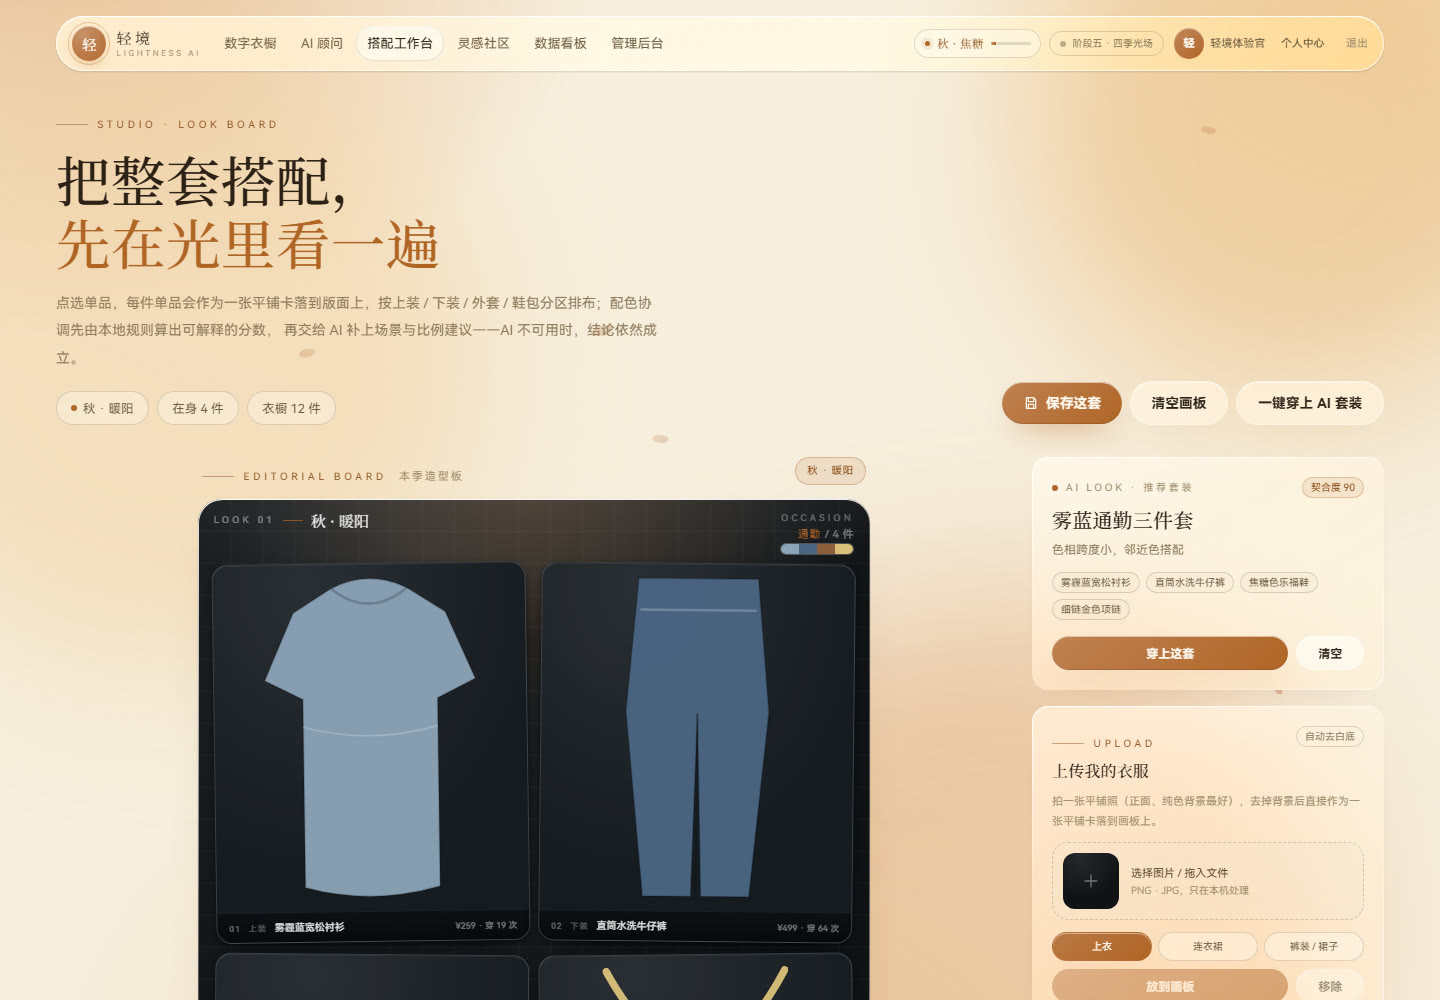 轻
轻境
LIGHTNESS AI
数字衣橱
AI 顾问
搭配工作台
灵感社区
数据看板
管理后台
秋 · 焦糖
阶段五 · 四季光场
轻
轻境体验官
个人中心
退出
STUDIO · LOOK BOARD
把整套搭配，
先在光里看一遍
点选单品，每件单品会作为一张平铺卡落到版面上，按上装 / 下装 / 外套 / 鞋包分区排布；配色协
调先由本地规则算出可解释的分数， 再交给 AI 补上场景与比例建议——AI 不可用时，结论依然成
立。
秋 · 暖阳
在身 4 件
衣橱 12 件
保存这套
清空画板
一键穿上 AI 套装
EDITORIAL BOARD 本季造型板
秋 · 暖阳
LOOK 01 秋 · 暖阳
OCCASION
通勤 / 4 件
01 上装 雾霾蓝宽松衬衫 ¥259 · 穿 19 次
02 下装 直筒水洗牛仔裤 ¥499 · 穿 64 次
AI LOOK · 推荐套装
契合度 90
雾蓝通勤三件套
色相跨度小，邻近色搭配
雾霾蓝宽松衬衫
直筒水洗牛仔裤
焦糖色乐福鞋
细链金色项链
穿上这套
清空
UPLOAD
自动去白底
上传我的衣服
拍一张平铺照（正面、纯色背景最好），去掉背景后直接作为一
张平铺卡落到画板上。
选择图片 / 拖入文件
PNG · JPG，只在本机处理
上衣
连衣裙
裤装 / 裙子
放到画板
移除